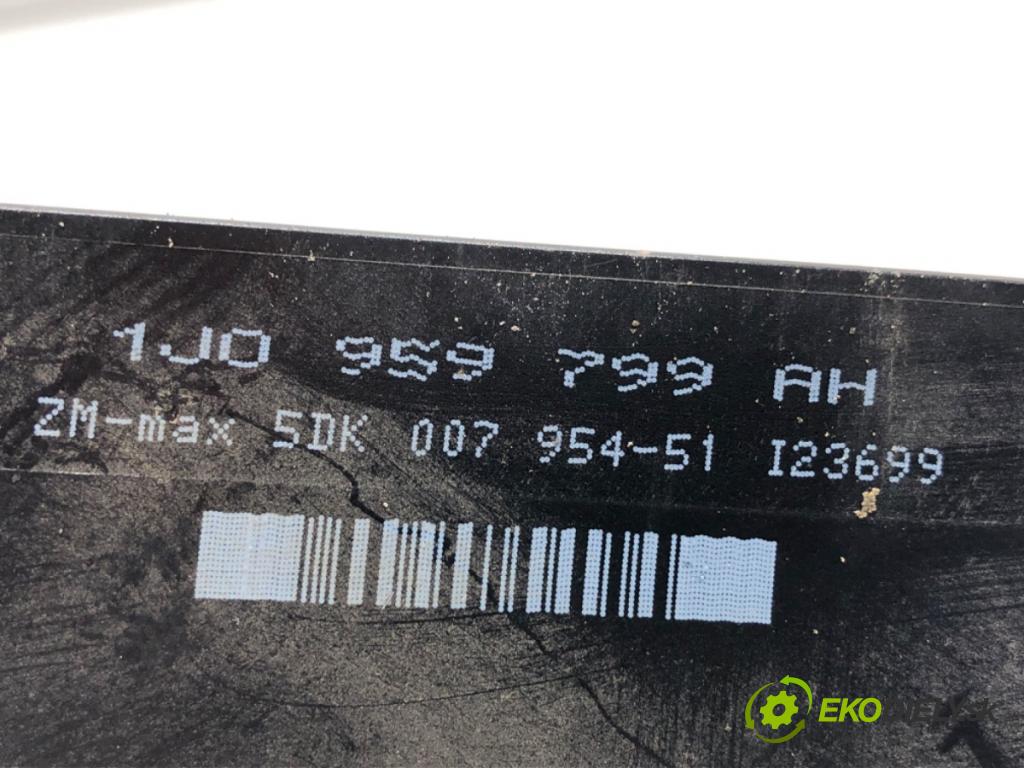 1J0 959 799 AH
ZM-max 5DK 007 954-51 I23699
EKO